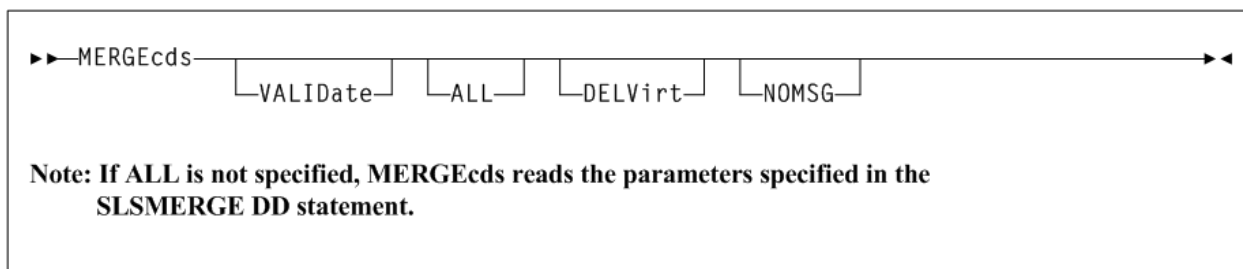 MERGEcds
VALIDate ALL DELVirt NOMSG
Note: If ALL is not specified, MERGEcds reads the parameters specified in the
SLSMERGE DD statement.